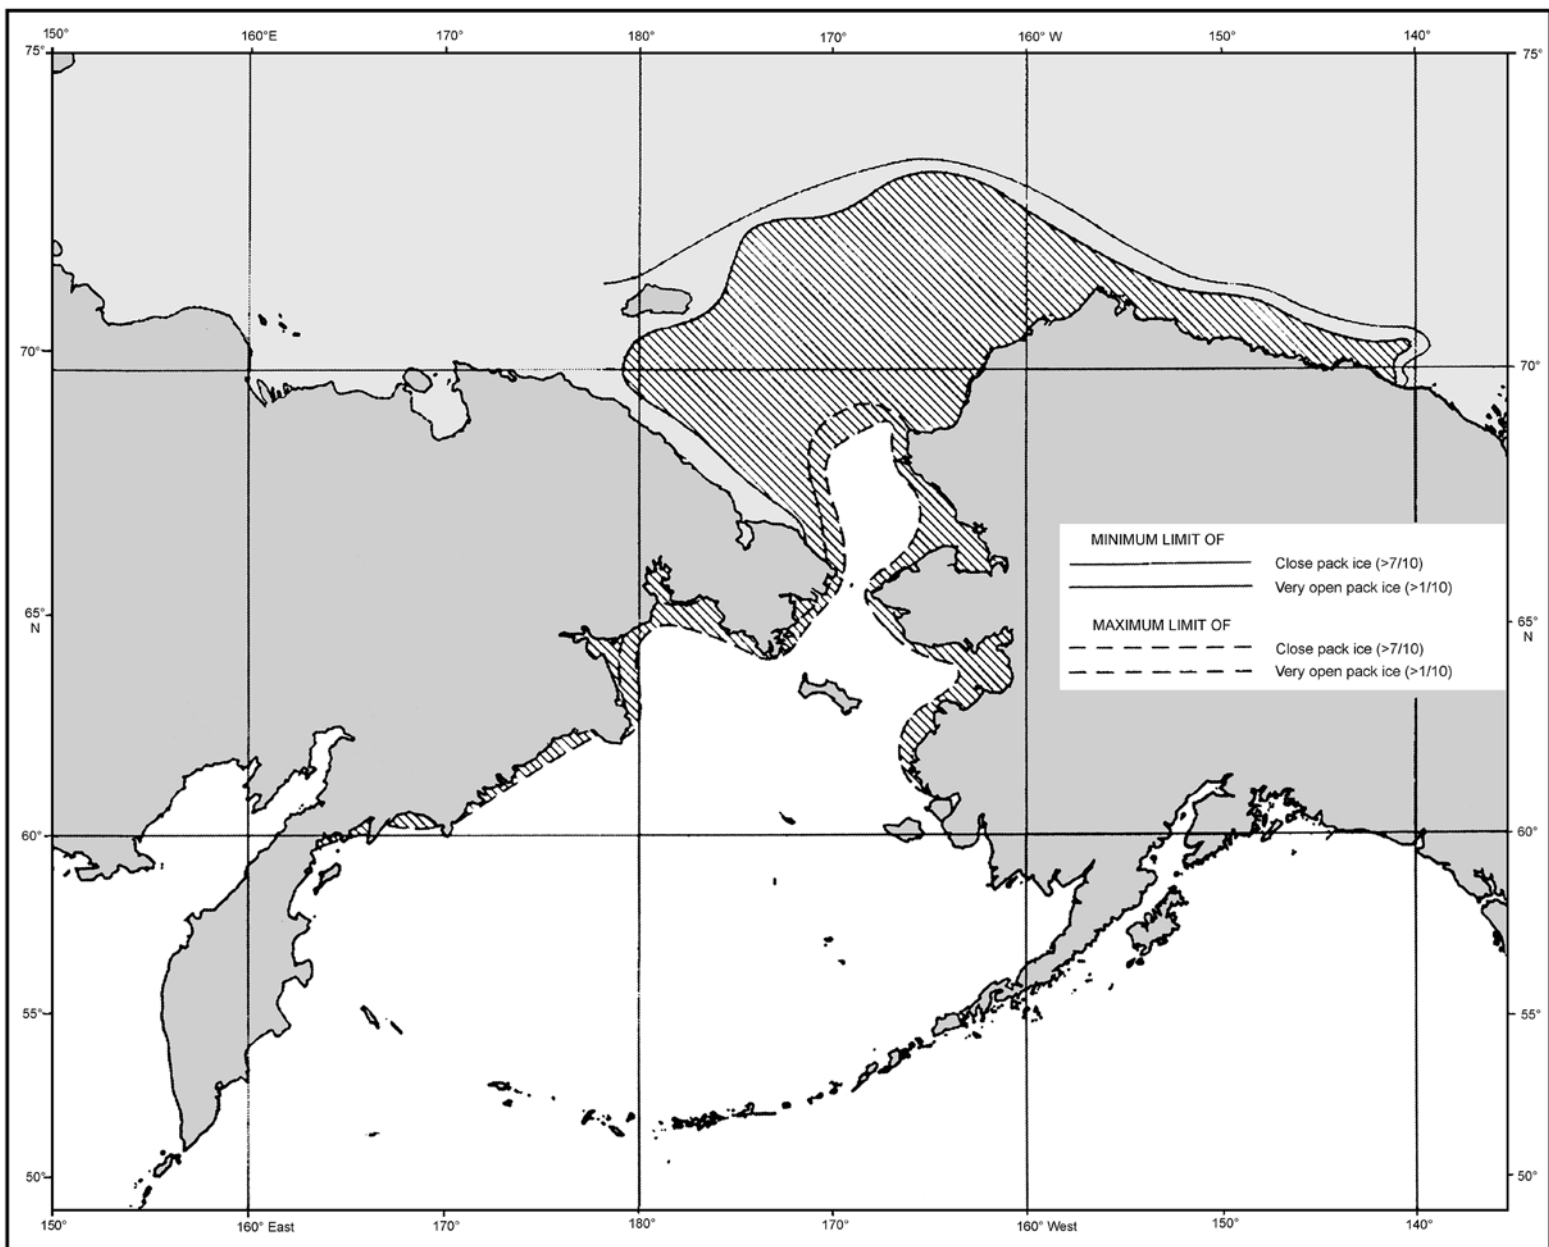 150° 160°E 170° 180° 170° 160° W 150° 140°
75° 75°
70° 70°
MINIMUM LIMIT OF
Close pack ice (>7/10)
Very open pack ice (>1/10)
65° 65°
N N
MAXIMUM LIMIT OF
Close pack ice (>7/10)
Very open pack ice (>1/10)
60° 60°
55° 55°
50° 50°
150° 160° East 170° 180° 170° 160° West 150° 140°